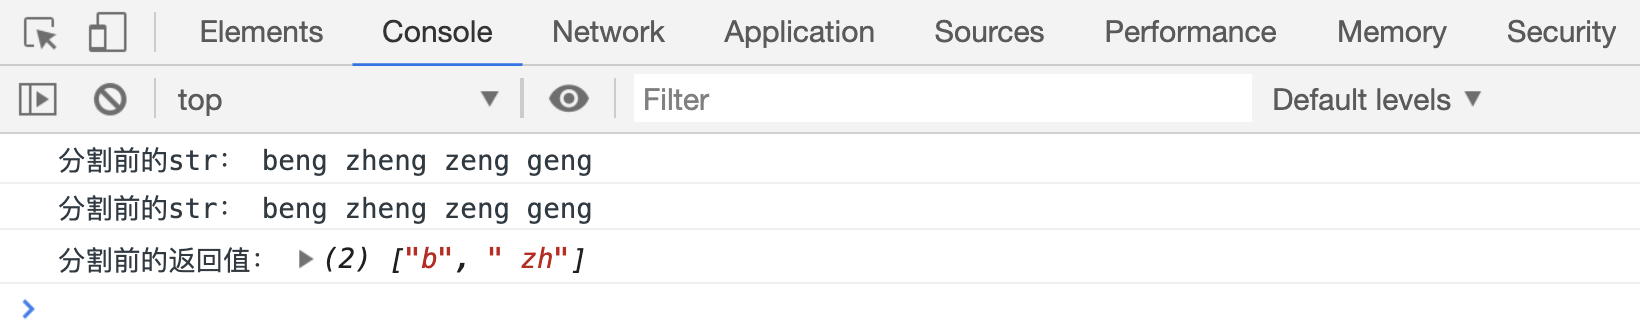 Elements Console Network Application Sources Performance Memory Security
top ▼ Filter Default levels ▼
分割前的str： beng zheng zeng geng
分割前的str： beng zheng zeng geng
分割前的返回值： ▶ (2) ["b", " zh"]